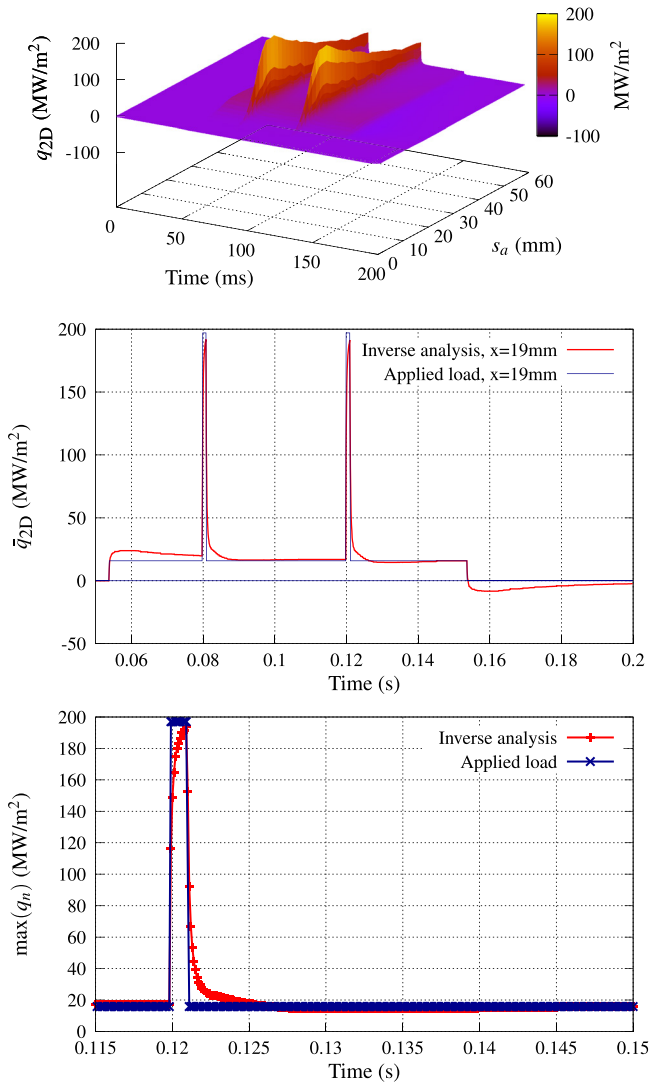 200
100
0
-100
q2D (MW/m²)
0
50
100
150
200
Time (ms)
0
10
20
30
40
50
60
sa (mm)
200
100
0
-100
MW/m²
200
150
100
50
0
-50
q̄2D (MW/m²)
Inverse analysis, x=19mm
Applied load, x=19mm
0.06 0.08 0.1 0.12 0.14 0.16 0.18 0.2
Time (s)
200
180
160
140
120
100
80
60
40
20
0
max(qn) (MW/m²)
Inverse analysis
Applied load
0.115 0.12 0.125 0.13 0.135 0.14 0.145 0.15
Time (s)